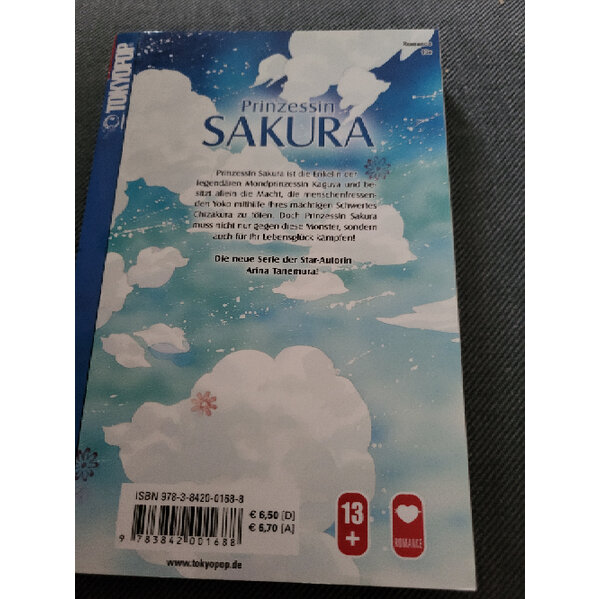 TOKYOPOP
Romance
13+
Prinzessin
SAKURA
Prinzessin Sakura ist die Enkelin der
legendären Mondprinzessin Kaguya und be-
sitzt allein die Macht, die menschenfressen-
den Yoko mithilfe ihres mächtigen Schwertes
Chizakura zu töten. Doch Prinzessin Sakura
muss nicht nur gegen diese Monster, sondern
auch für ihr Lebensglück kämpfen!
Die neue Serie der Star-Autorin
Arina Tanemura!
ISBN 978-3-8420-0168-8
€ 6,50 [D]
€ 6,70 [A]
9 783842 001688
13
+
ROMANCE
www.tokyopop.de